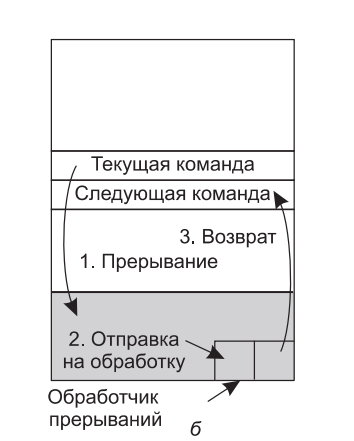 Текущая команда
Следующая команда
3. Возврат
1. Прерывание
2. Отправка
на обработку
Обработчик
прерываний
б